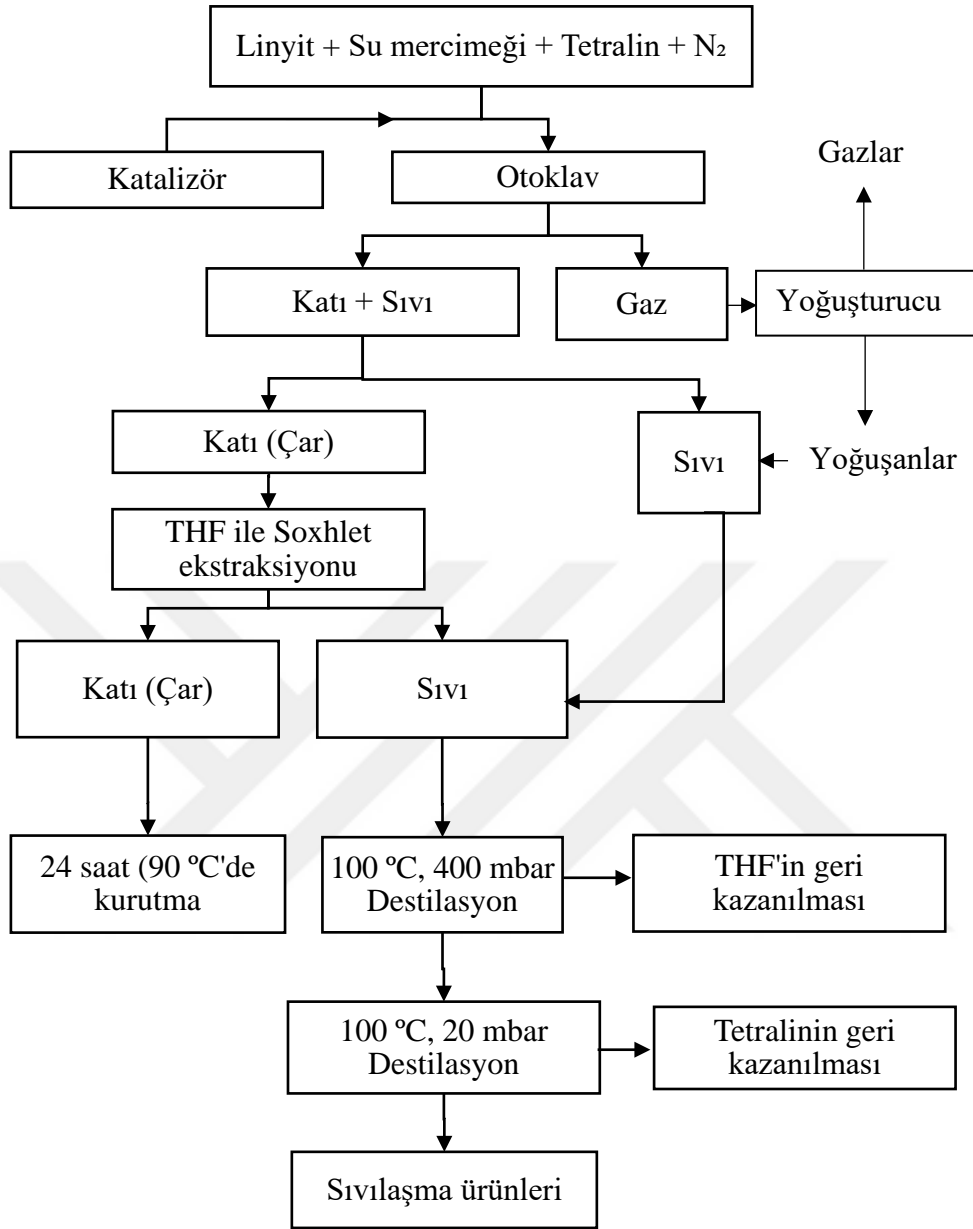 Linyit + Su mercimeği + Tetralin + N₂
Katalizör
Otoklav
Gazlar
Katı + Sıvı
Gaz
Yoğuşturucu
Katı (Çar)
Sıvı
Yoğuşanlar
THF ile Soxhlet
ekstraksiyonu
Katı (Çar)
Sıvı
24 saat (90 ºC'de
kurutma
100 ºC, 400 mbar
Destilasyon
THF'in geri
kazanılması
100 ºC, 20 mbar
Destilasyon
Tetralinin geri
kazanılması
Sıvılaşma ürünleri